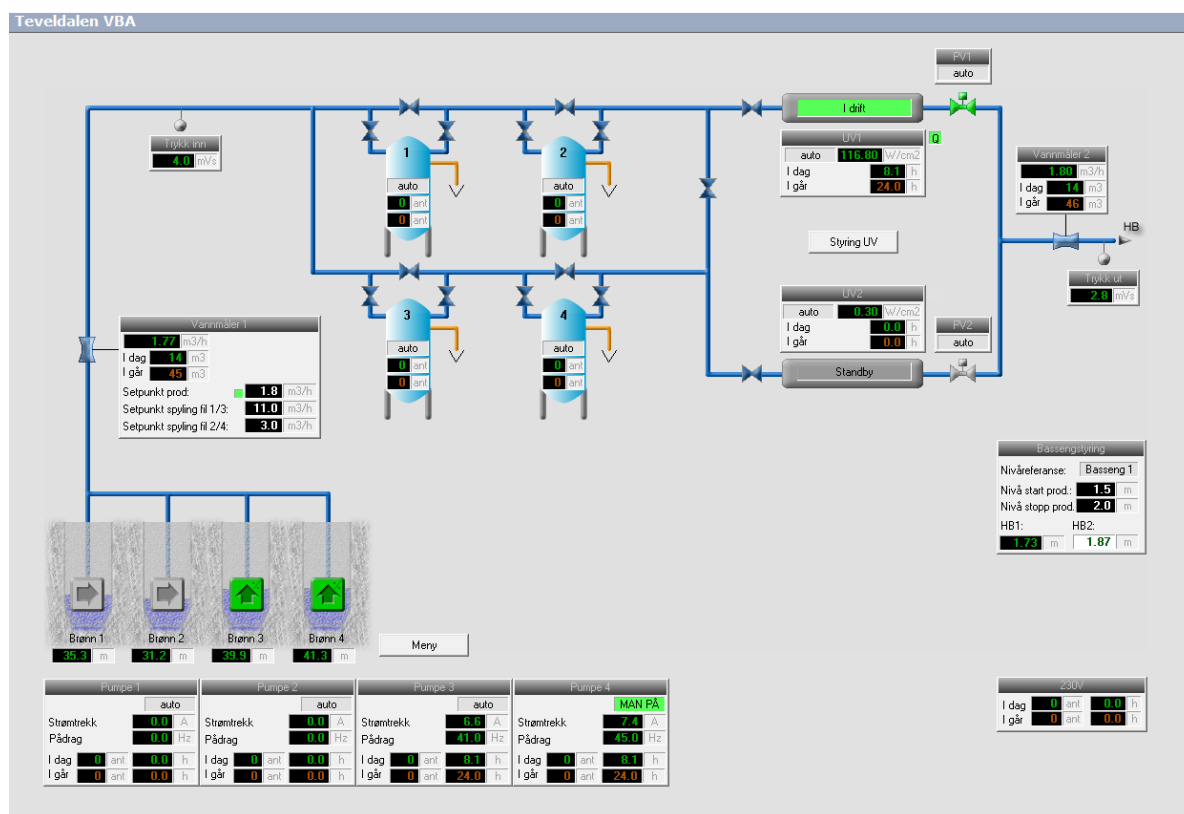 Teveldalen VBA
PV1
auto
I drift
Trykk inn
4.0 mVs
1
auto
0 ant
0 ant
2
auto
0 ant
0 ant
UV1
auto 116.80 W/cm2
I dag 8.1 h
I går 24.0 h
Q
Vannmåler 2
1.80 m3/h
I dag 14 m3
I går 46 m3
HB
Styring UV
Trykk ut
2.8 mVs
UV2
auto 0.30 W/cm2
I dag 0.0 h
I går 0.0 h
PV2
auto
Standby
3
auto
0 ant
0 ant
4
auto
0 ant
0 ant
Vannmåler 1
1.77 m3/h
I dag 14 m3
I går 45 m3
Setpunkt prod: 1.8 m3/h
Setpunkt spyling fil 1/3: 11.0 m3/h
Setpunkt spyling fil 2/4: 3.0 m3/h
Bassengstyring
Nivåreferanse: Basseng 1
Nivå start prod.: 1.5 m
Nivå stopp prod. 2.0 m
HB1: HB2:
1.73 m 1.87 m
Brønn 1 Brønn 2 Brønn 3 Brønn 4
35.3 m 31.2 m 39.9 m 41.3 m
Meny
Pumpe 1
auto
Strømtrekk 0.0 A
Pådrag 0.0 Hz
I dag 0 ant 0.0 h
I går 0 ant 0.0 h
Pumpe 2
auto
Strømtrekk 0.0 A
Pådrag 0.0 Hz
I dag 0 ant 0.0 h
I går 0 ant 0.0 h
Pumpe 3
auto
Strømtrekk 6.6 A
Pådrag 41.0 Hz
I dag 0 ant 8.1 h
I går 0 ant 24.0 h
Pumpe 4
MAN PÅ
Strømtrekk 7.4 A
Pådrag 45.0 Hz
I dag 0 ant 8.1 h
I går 0 ant 24.0 h
230V
I dag 0 ant 0.0 h
I går 0 ant 0.0 h